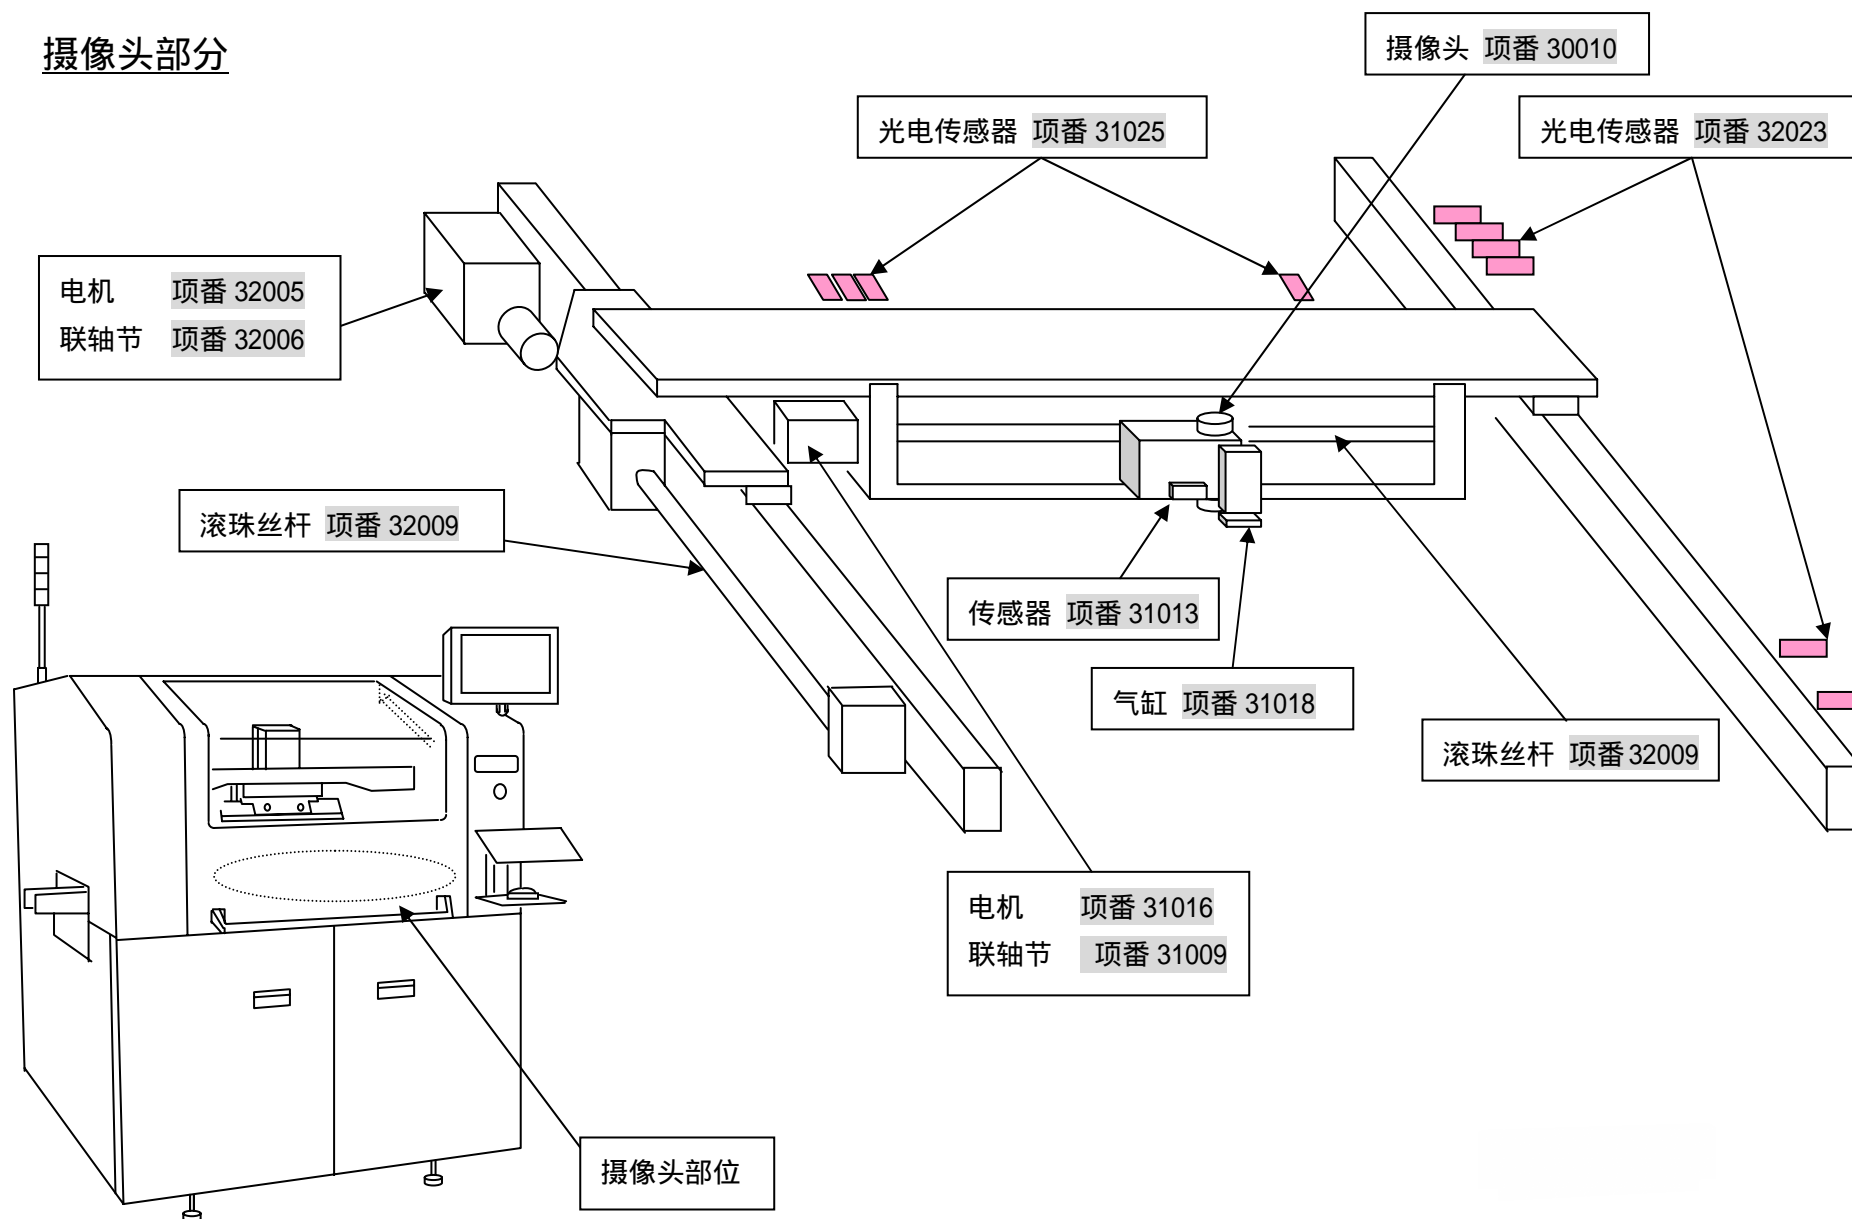 摄像头部分
摄像头 项番 30010
光电传感器 项番 31025
光电传感器 项番 32023
电机 项番 32005
联轴节 项番 32006
滚珠丝杆 项番 32009
传感器 项番 31013
气缸 项番 31018
滚珠丝杆 项番 32009
电机 项番 31016
联轴节 项番 31009
摄像头部位